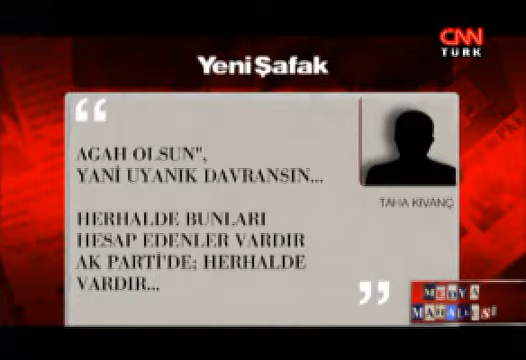 CNN
TURK
Yeni Şafak
“
AGAH OLSUN",
YANİ UYANIK DAVRANSIN...
TAHA KIVANÇ
HERHALDE BUNLARI
HESAP EDENLER VARDIR
AK PARTİ'DE; HERHALDE
VARDIR...
”
MEDYA
MAHALLESİ